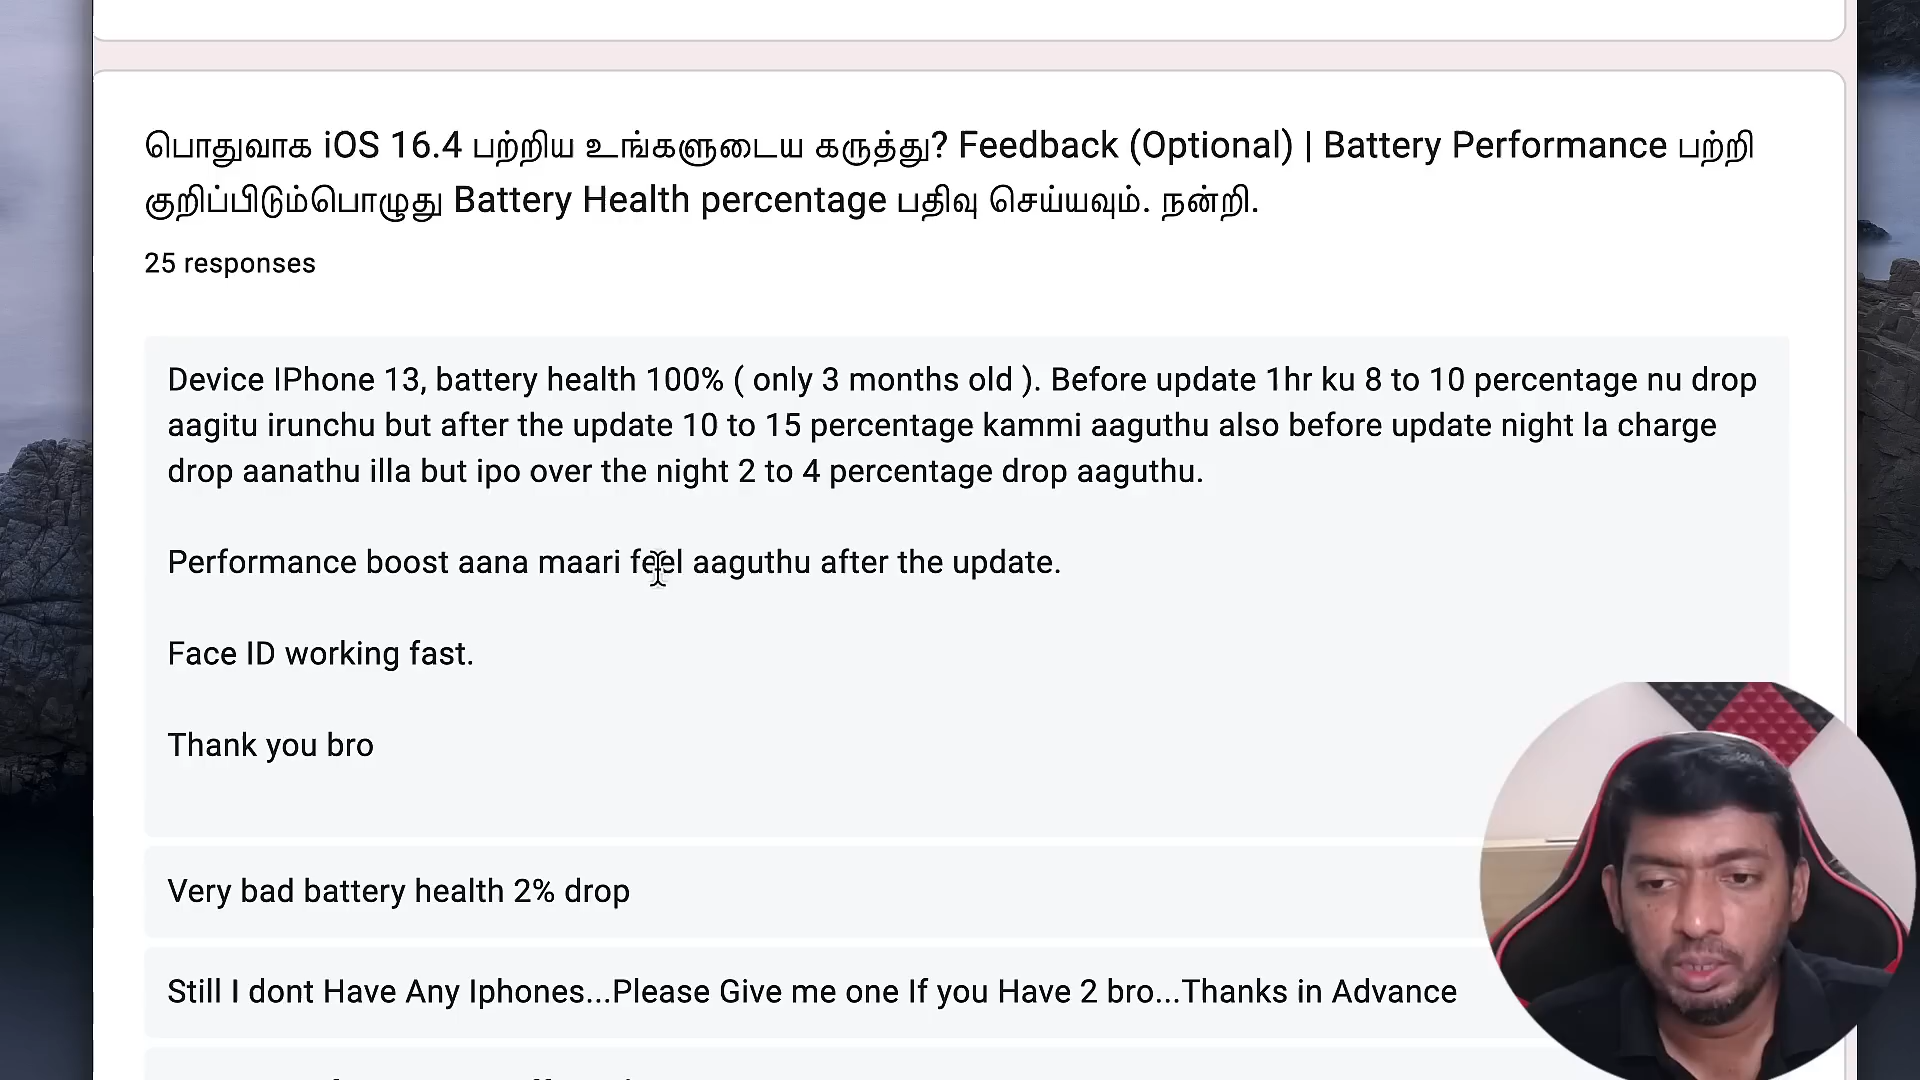 பொதுவாக iOS 16.4 பற்றிய உங்களுடைய கருத்து? Feedback (Optional) | Battery Performance பற்றி
குறிப்பிடும்பொழுது Battery Health percentage பதிவு செய்யவும். நன்றி.
25 responses
Device IPhone 13, battery health 100% ( only 3 months old ). Before update 1hr ku 8 to 10 percentage nu drop
aagitu irunchu but after the update 10 to 15 percentage kammi aaguthu also before update night la charge
drop aanathu illa but ipo over the night 2 to 4 percentage drop aaguthu.
Performance boost aana maari feel aaguthu after the update.
Face ID working fast.
Thank you bro
Very bad battery health 2% drop
Still I dont Have Any Iphones...Please Give me one If you Have 2 bro...Thanks in Advance